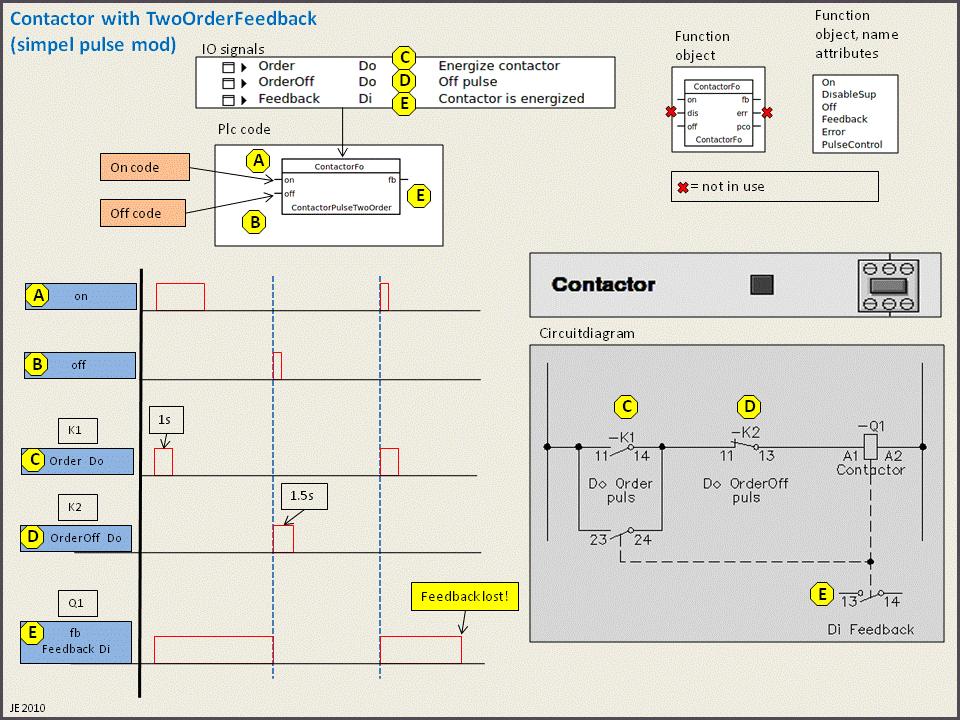 Contactor with TwoOrderFeedback
(simpel pulse mod)
IO signals
Order Do C Energize contactor
OrderOff Do D Off pulse
Feedback Di E Contactor is energized
Function
object
ContactorFo
on fb
dis err
off pco
ContactorFo
Function
object, name
attributes
On
DisableSup
Off
Feedback
Error
PulseControl
= not in use
Plc code
On code
Off code
A
B
ContactorFo
on fb
off
ContactorPulseTwoOrder
E
A on
B off
K1
1s
C Order Do
K2
1.5s
D OrderOff Do
Q1
Feedback lost!
E fb
Feedback Di
Contactor
Circuitdiagram
C
D
-K1
11 14
Do Order
puls
-K2
11 13
Do OrderOff
puls
-Q1
A1 A2
Contactor
23 24
E
13 14
Di Feedback
JE 2010